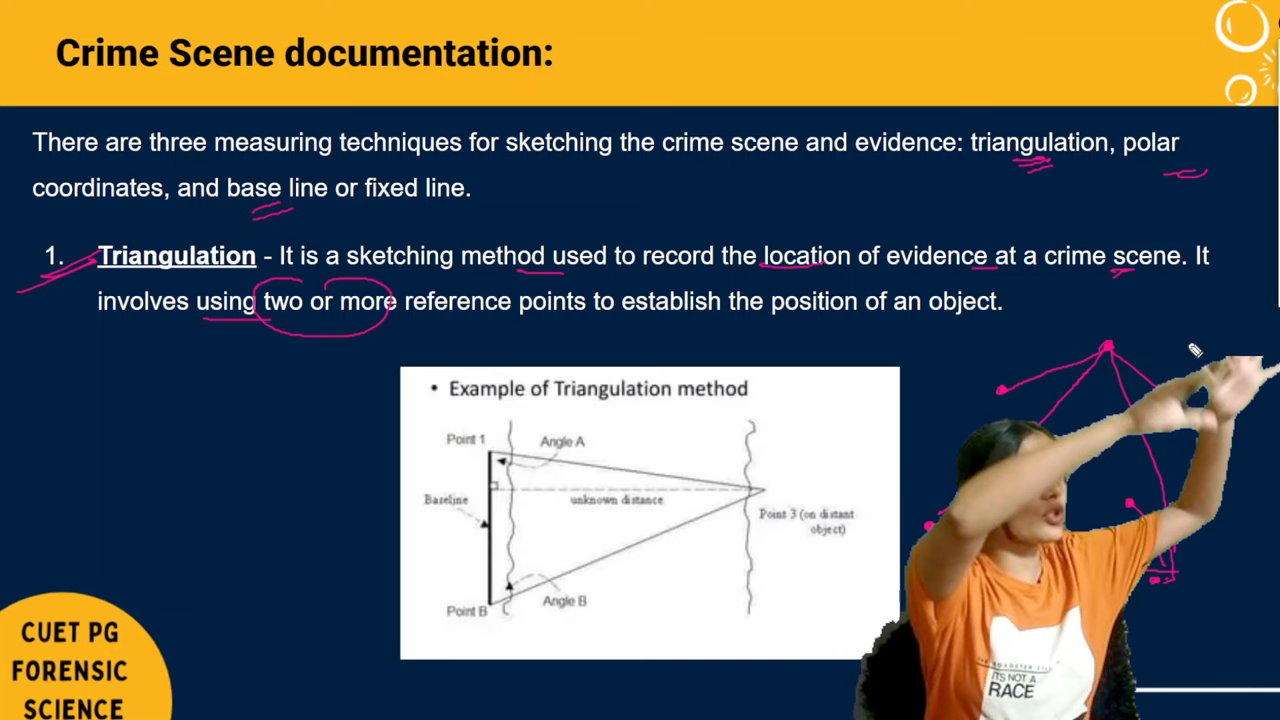 Crime Scene documentation:
There are three measuring techniques for sketching the crime scene and evidence: triangulation, polar
coordinates, and base line or fixed line.
1. Triangulation - It is a sketching method used to record the location of evidence at a crime scene. It
involves using two or more reference points to establish the position of an object.
• Example of Triangulation method
Point 1
Angle A
Baseline
unknown distance
Point 3 (on distant
object)
Point B
Angle B
CUET PG
FORENSIC
SCIENCE
ITS NOT A
RACE